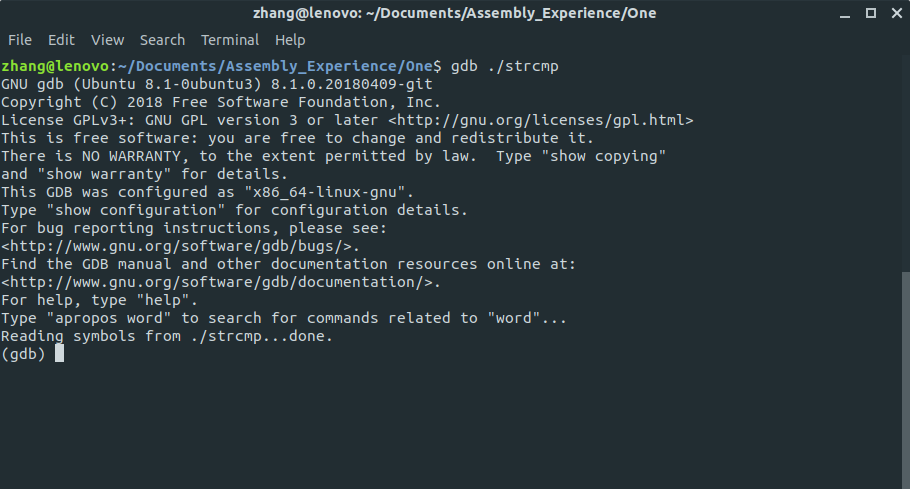 zhang@lenovo: ~/Documents/Assembly_Experience/One
File Edit View Search Terminal Help
zhang@lenovo:~/Documents/Assembly_Experience/One$ gdb ./strcmp
GNU gdb (Ubuntu 8.1-0ubuntu3) 8.1.0.20180409-git
Copyright (C) 2018 Free Software Foundation, Inc.
License GPLv3+: GNU GPL version 3 or later <http://gnu.org/licenses/gpl.html>
This is free software: you are free to change and redistribute it.
There is NO WARRANTY, to the extent permitted by law.  Type "show copying"
and "show warranty" for details.
This GDB was configured as "x86_64-linux-gnu".
Type "show configuration" for configuration details.
For bug reporting instructions, please see:
<http://www.gnu.org/software/gdb/bugs/>.
Find the GDB manual and other documentation resources online at:
<http://www.gnu.org/software/gdb/documentation/>.
For help, type "help".
Type "apropos word" to search for commands related to "word"...
Reading symbols from ./strcmp...done.
(gdb)